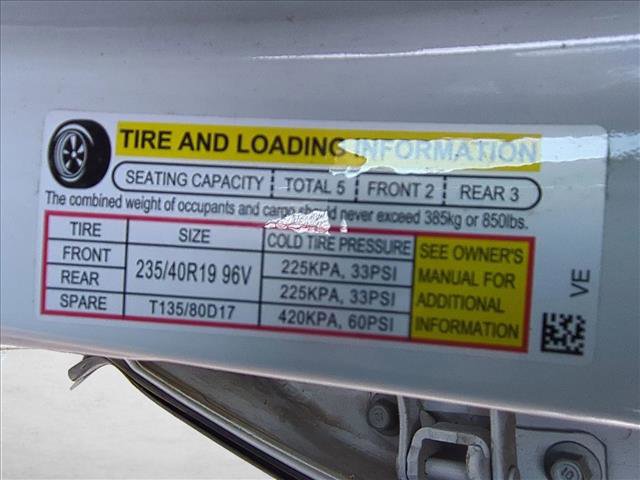 TIRE AND LOADING INFORMATION
SEATING CAPACITY TOTAL 5 FRONT 2 REAR 3
The combined weight of occupants and cargo should never exceed 385kg or 850lbs.
TIRE SIZE COLD TIRE PRESSURE
FRONT 235/40R19 96V 225KPA, 33PSI
REAR 225KPA, 33PSI
SPARE T135/80D17 420KPA, 60PSI
SEE OWNER'S
MANUAL FOR
ADDITIONAL
INFORMATION
VE